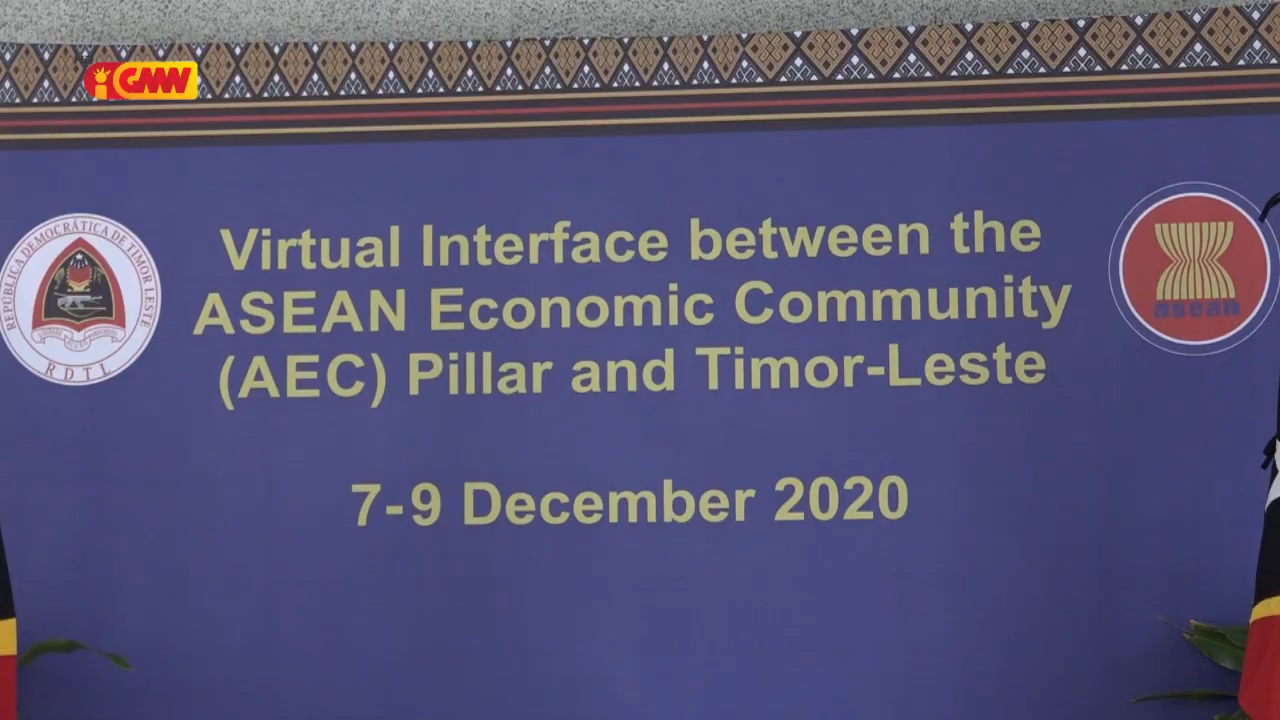 GMN
REPÚBLICA DEMOCRÁTICA DE TIMOR LESTE
RDTL
Virtual Interface between the
ASEAN Economic Community
(AEC) Pillar and Timor-Leste
7-9 December 2020
asean